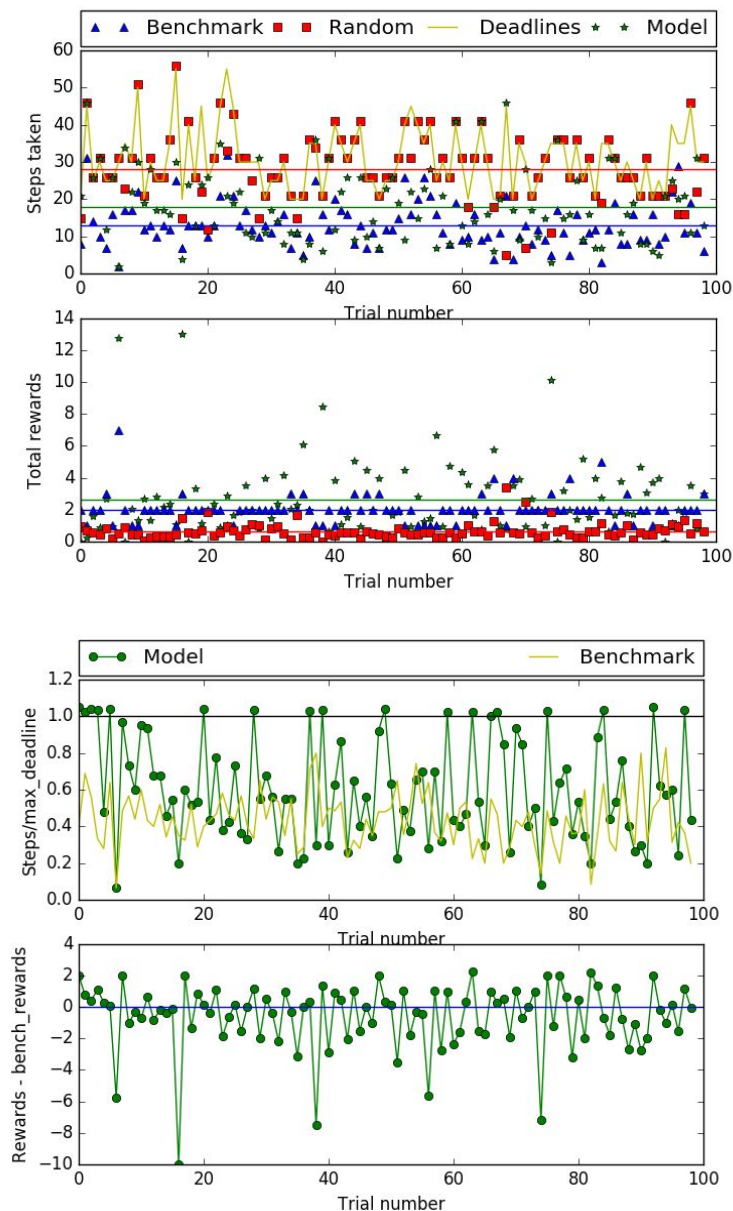 Benchmark Random Deadlines Model
60
50
40
30
20
10
0
Steps taken
0 20 40 60 80 100
Trial number
14
12
10
8
6
4
2
0
Total rewards
0 20 40 60 80 100
Trial number
Model Benchmark
1.2
1.0
0.8
0.6
0.4
0.2
0.0
Steps/max_deadline
0 20 40 60 80 100
Trial number
4
2
0
−2
−4
−6
−8
−10
Rewards - bench_rewards
0 20 40 60 80 100
Trial number